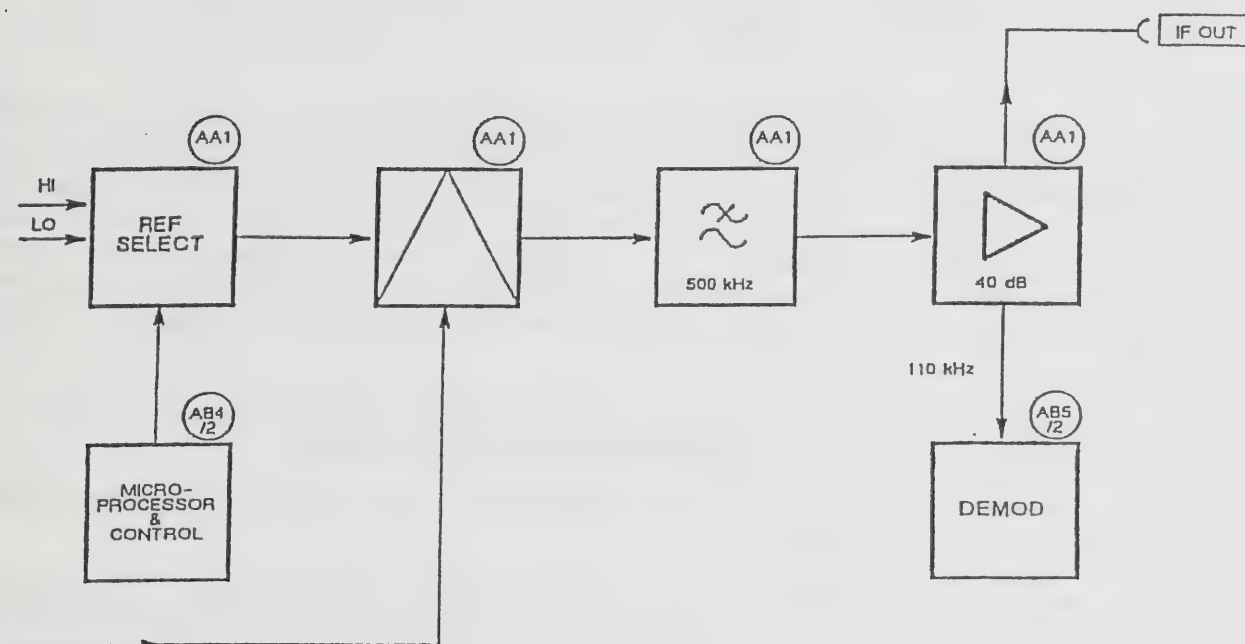 IF OUT
AA1
AA1
AA1
AA1
HI
LO
REF
SELECT
500 kHz
40 dB
110 kHz
AB4
/2
AB5
/2
MICRO-
PROCESSOR
&
CONTROL
DEMOD